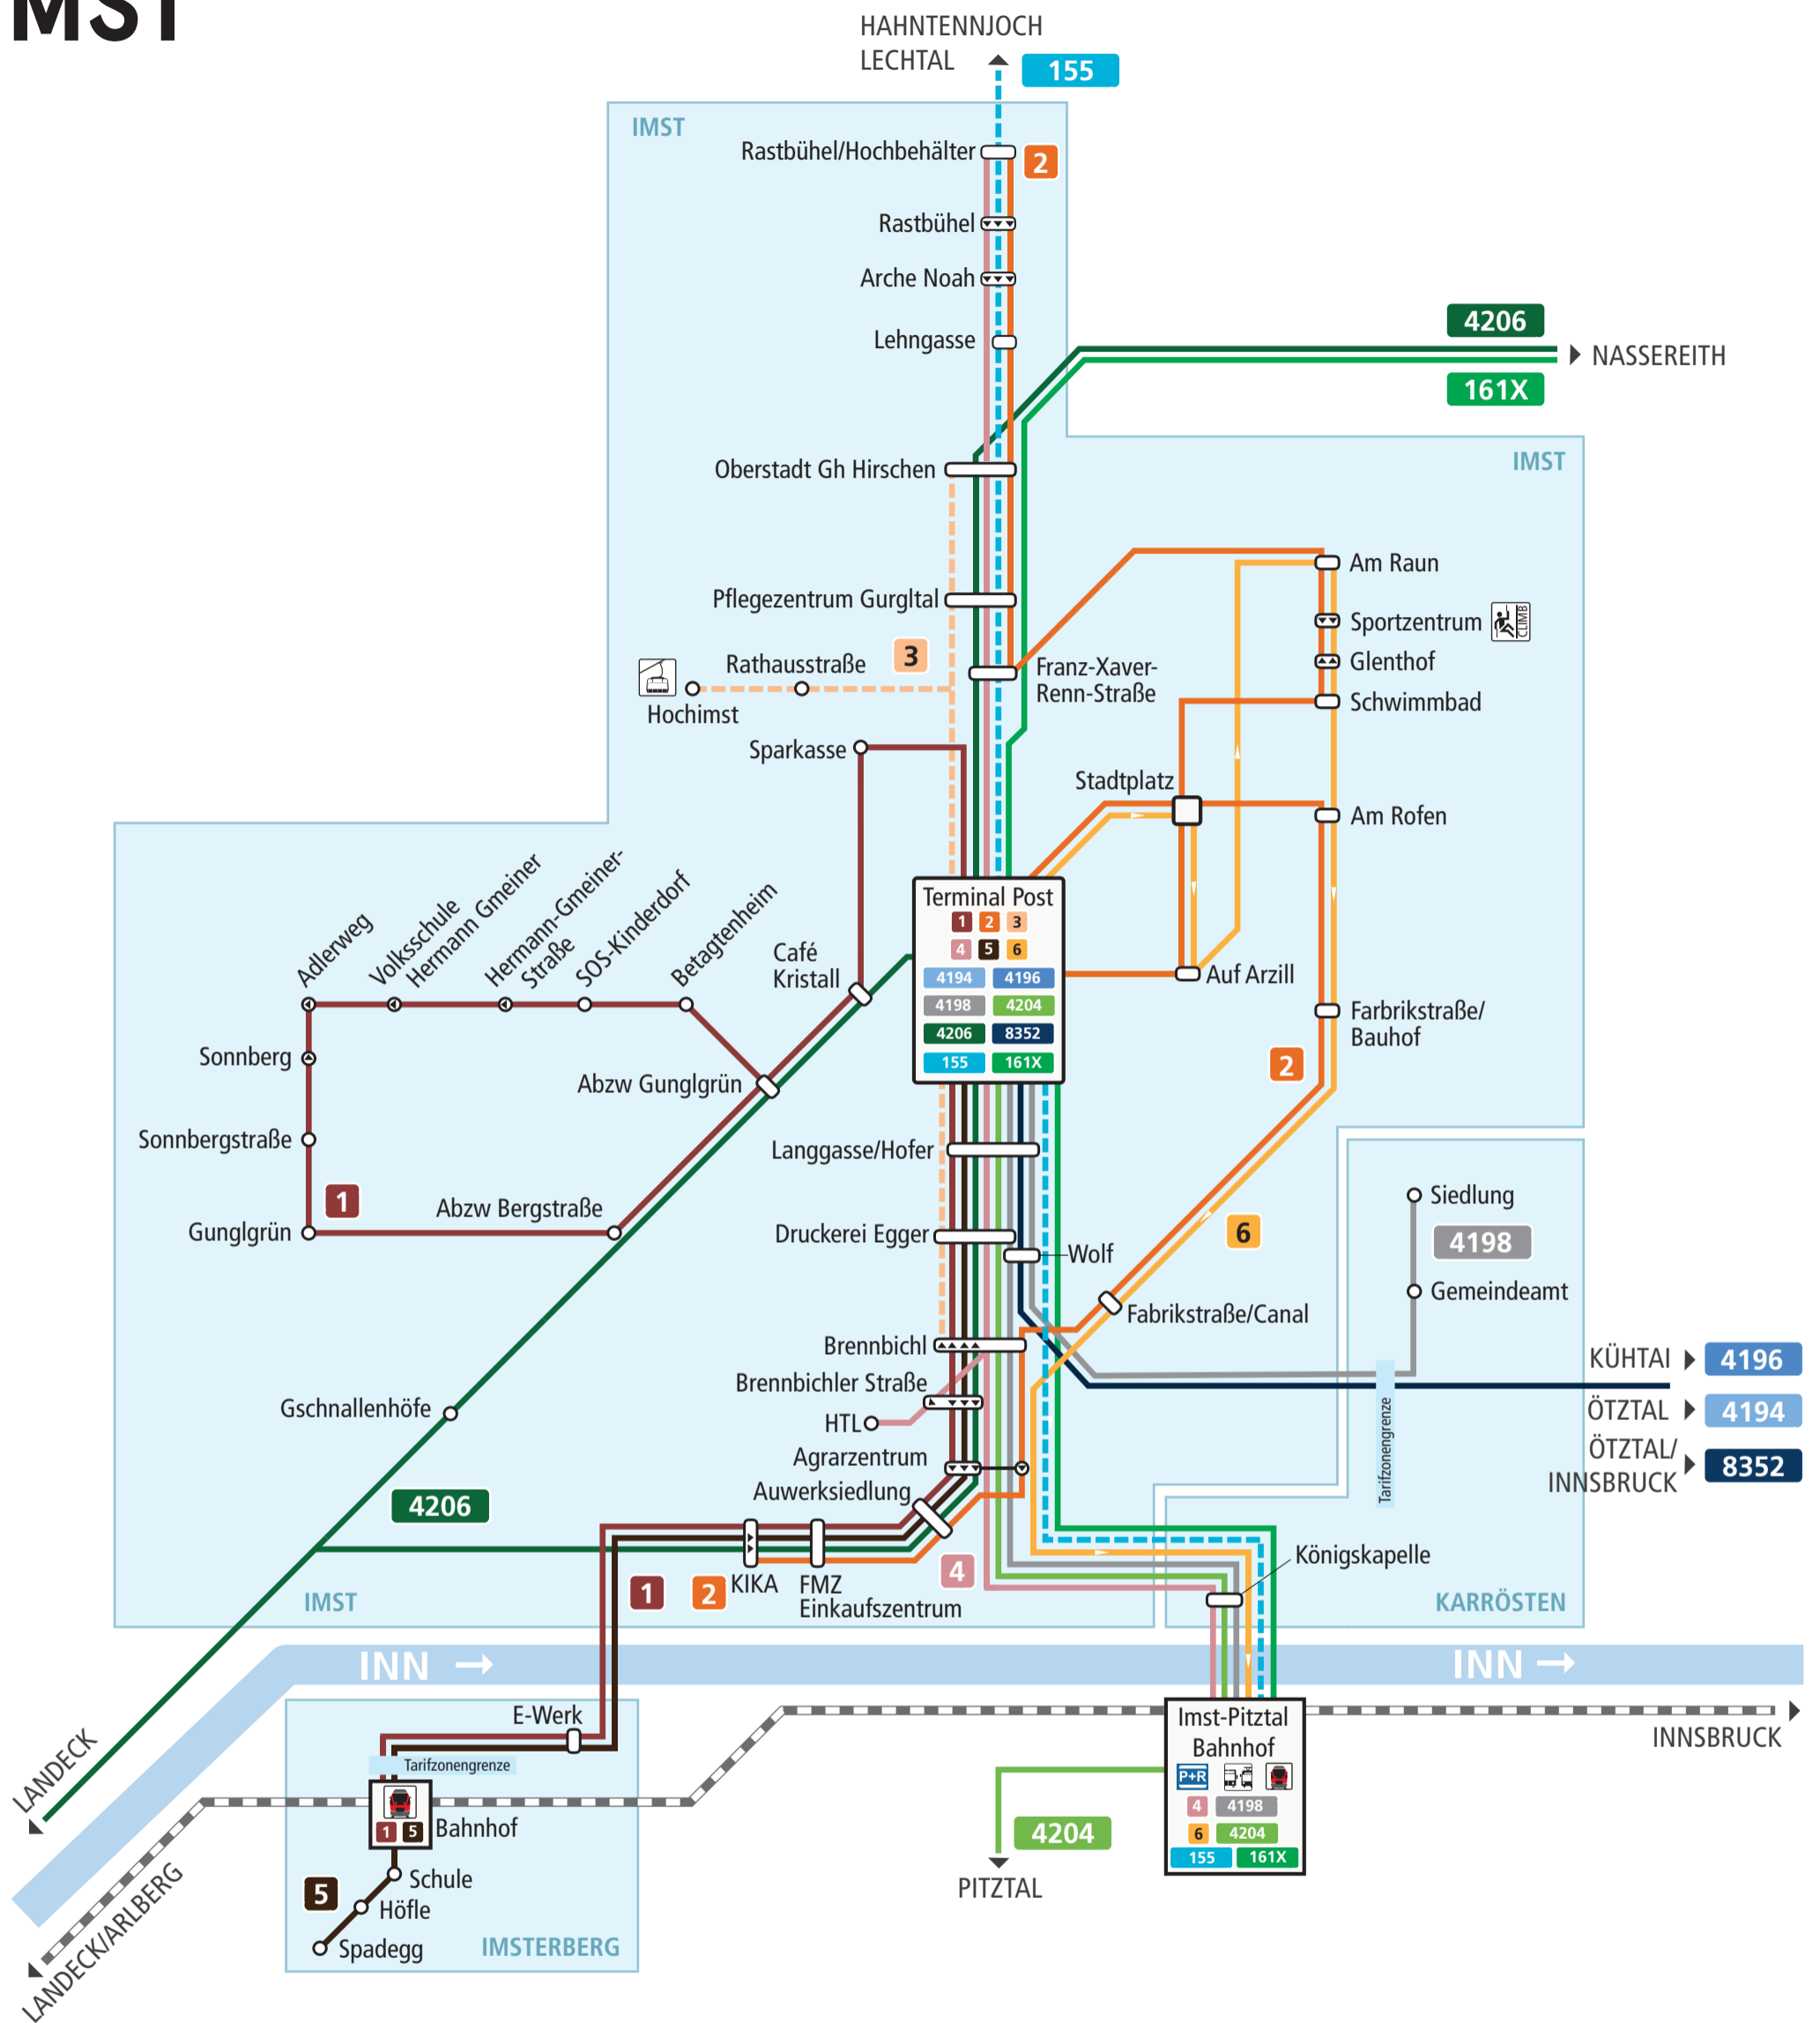 MST
HAHNTENNJOCH
LECHTAL
155
IMST
Rastbühel/Hochbehälter
2
Rastbühel
Arche Noah
Lehngasse
4206
NASSEREITH
161X
Oberstadt Gh Hirschen
IMST
Am Raun
Pflegezentrum Gurgltal
Sportzentrum
CLIMB
Glenthof
3
Rathausstraße
Hochimst
Franz-Xaver-
Renn-Straße
Schwimmbad
Sparkasse
Stadtplatz
Am Rofen
Terminal Post
1 2 3
4 5 6
4194 4196
4198 4204
4206 8352
155 161X
Adlerweg
Volksschule
Hermann Gmeiner
Hermann-Gmeiner-
Straße
SOS-Kinderdorf
Betagtenheim
Café
Kristall
Auf Arzill
Farbrikstraße/
Bauhof
Sonnberg
Abzw Gunglgrün
2
Sonnbergstraße
Langgasse/Hofer
1
Abzw Bergstraße
Siedlung
Gunglgrün
Druckerei Egger
Wolf
6
4198
Gemeindeamt
Fabrikstraße/Canal
Brennbichl
KÜHTAI
4196
Brennbichler Straße
ÖTZTAL
4194
Gschnallenhöfe
HTL
Tarifzonengrenze
ÖTZTAL/
INNSBRUCK
8352
Agrarzentrum
Auwerksiedlung
4206
4
Königskapelle
1
2
KIKA
FMZ
Einkaufszentrum
IMST
KARRÖSTEN
INN
INN
E-Werk
Imst-Pitztal
Bahnhof
P+R
4 4198
6 4204
155 161X
INNSBRUCK
LANDECK
Tarifzonengrenze
1 5
Bahnhof
4204
PITZTAL
Schule
5
Höfle
Spadegg
IMSTERBERG
LANDECK/ARLBERG